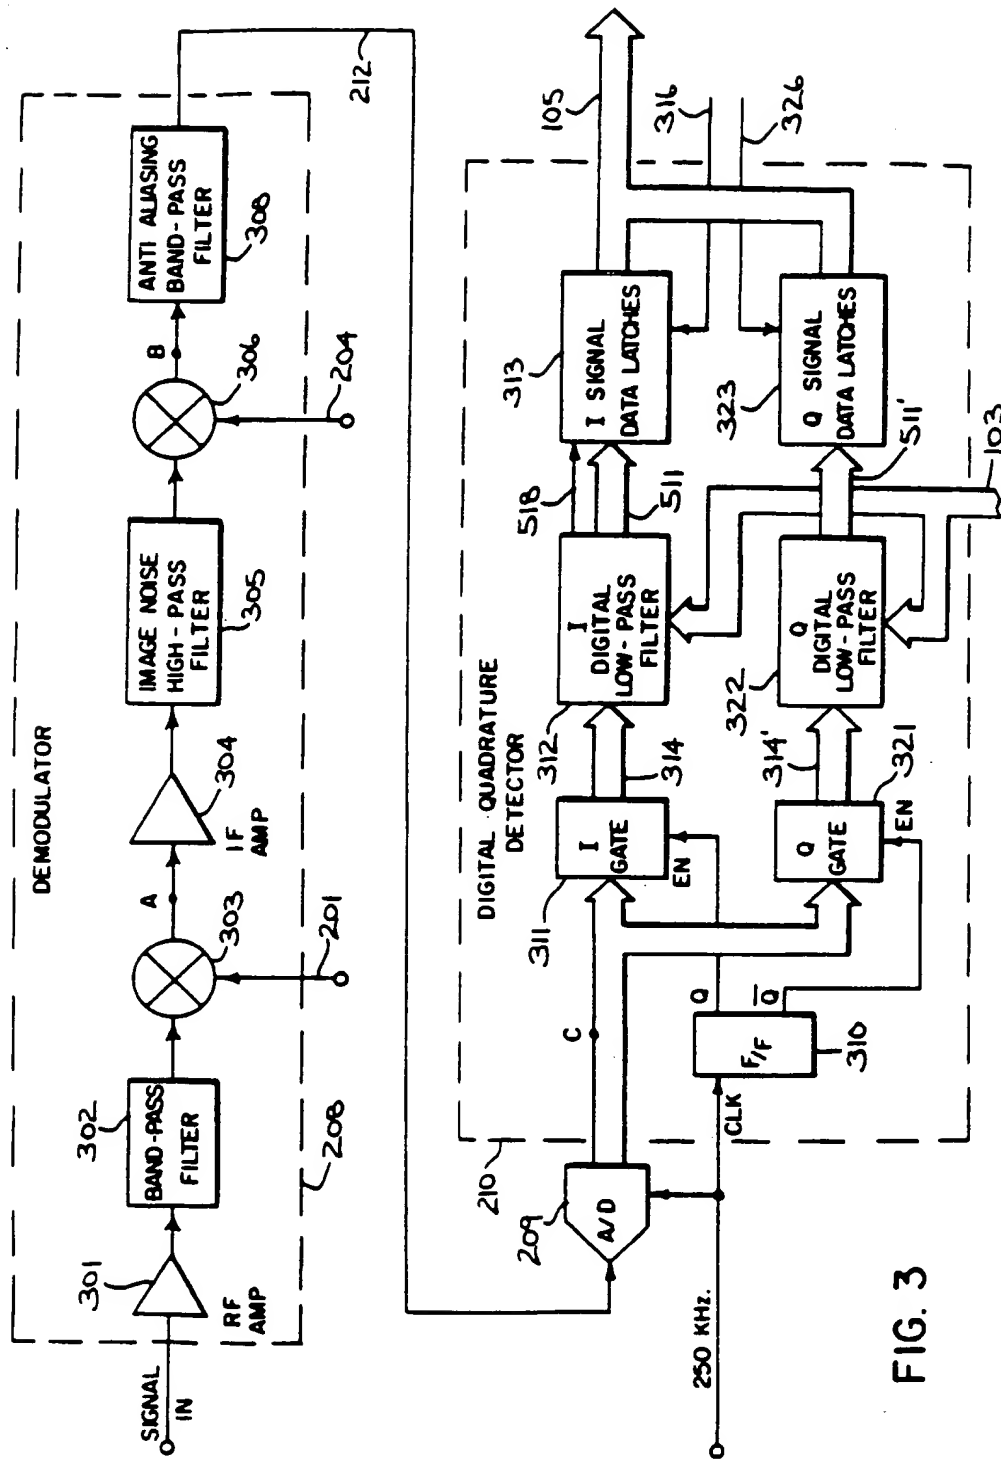 DEMODULATOR
SIGNAL
IN
301
RF
AMP
302
BAND-PASS
FILTER
208
303
201
A
304
IF
AMP
IMAGE NOISE
HIGH-PASS
FILTER
305
306
204
B
ANTI ALIASING
BAND-PASS
FILTER
308
212
DIGITAL QUADRATURE
DETECTOR
210
209
A/D
250 KHz.
CLK
F/F
310
Q
Q̅
C
311
I
GATE
EN
314
312
I
DIGITAL
LOW-PASS
FILTER
518
511
313
I SIGNAL
DATA LATCHES
105
316
326
Q
GATE
321
EN
314'
322
Q
DIGITAL
LOW-PASS
FILTER
511'
323
Q SIGNAL
DATA LATCHES
103
FIG. 3